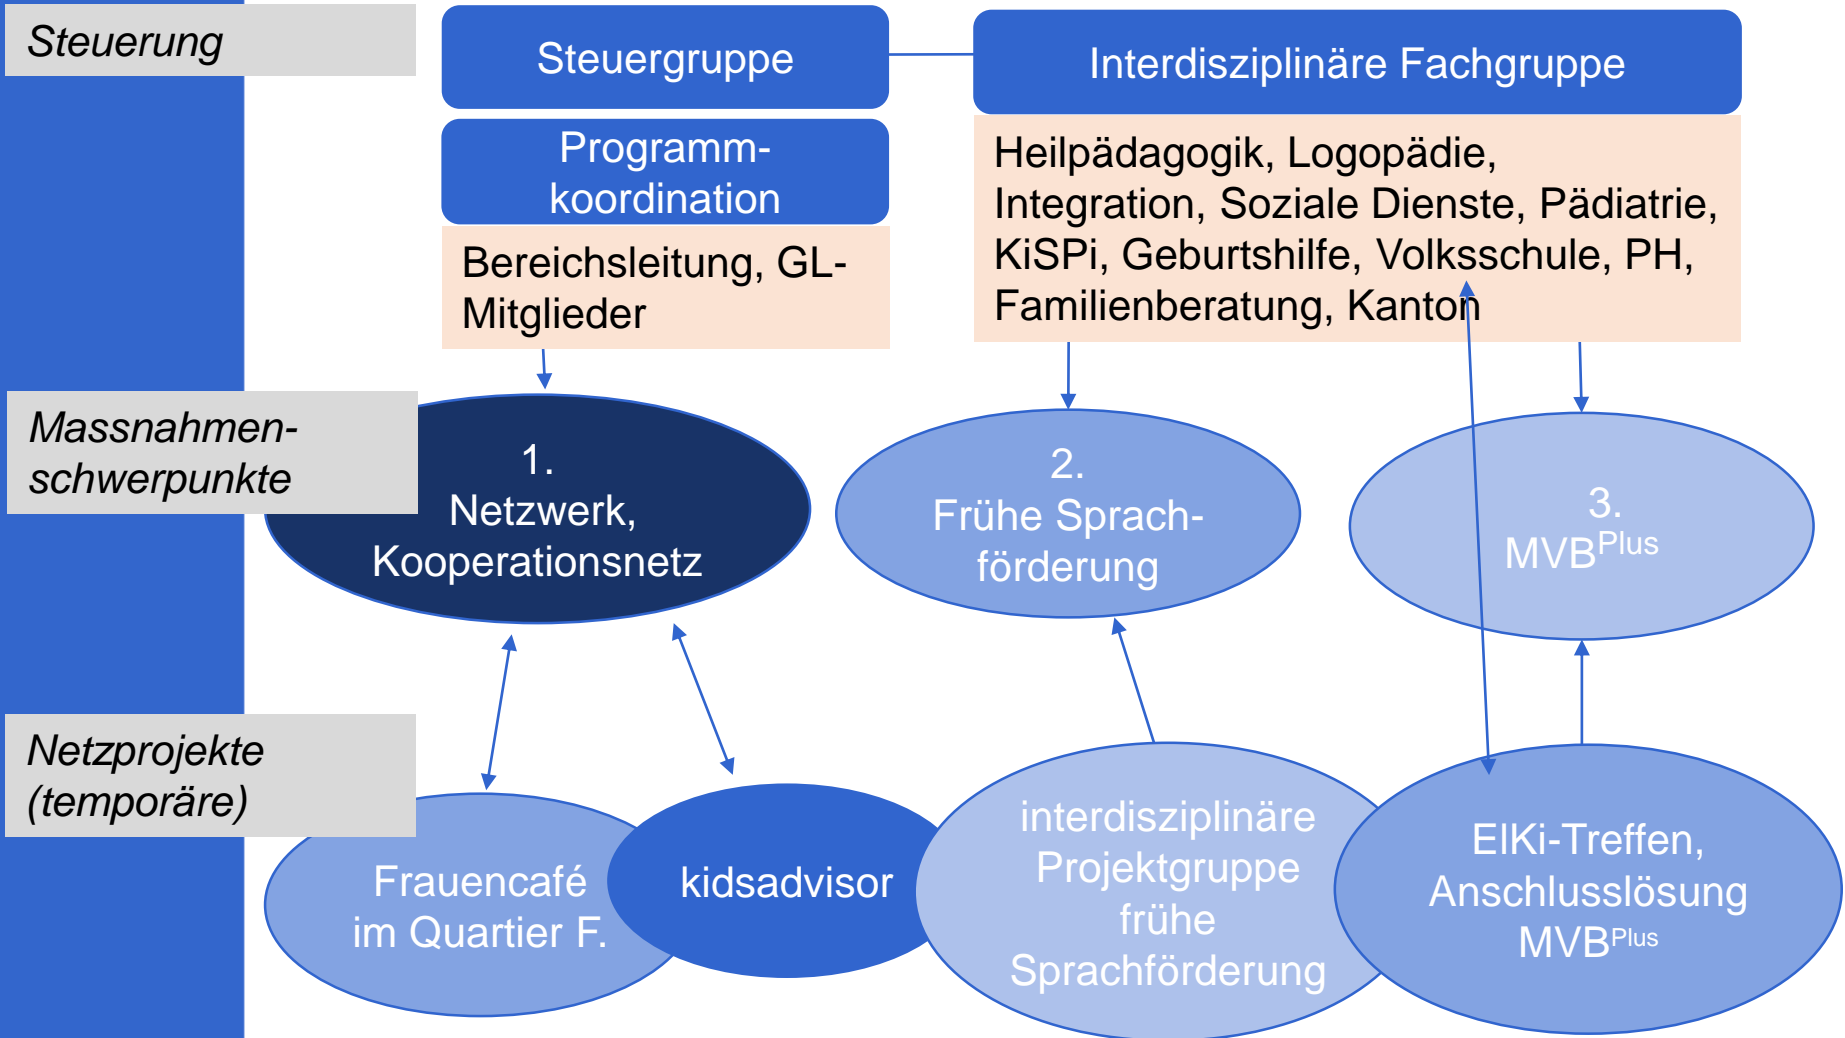 Steuerung
Steuergruppe
Interdisziplinäre Fachgruppe
Programm-
koordination
Bereichsleitung, GL-
Mitglieder
Heilpädagogik, Logopädie,
Integration, Soziale Dienste, Pädiatrie,
KiSPi, Geburtshilfe, Volksschule, PH,
Familienberatung, Kanton
Massnahmen-
schwerpunkte
1.
Netzwerk,
Kooperationsnetz
2.
Frühe Sprach-
förderung
3.
MVBPlus
Netzprojekte
(temporäre)
Frauencafé
im Quartier F.
kidsadvisor
interdisziplinäre
Projektgruppe
frühe
Sprachförderung
ElKi-Treffen,
Anschlusslösung
MVBPlus